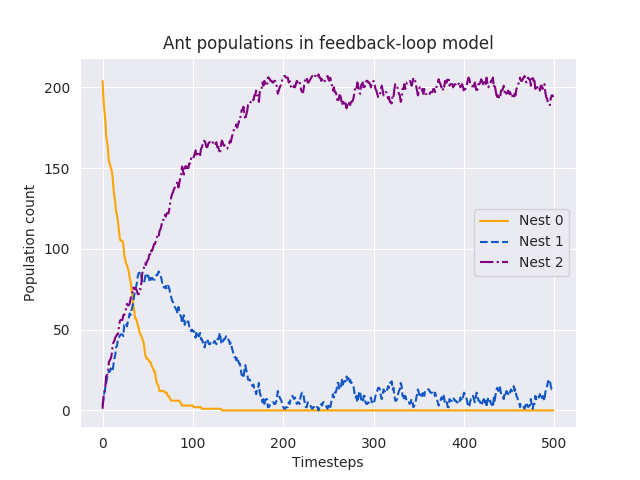 Ant populations in feedback-loop model
Population count
200
150
100
50
0
Nest 0
Nest 1
Nest 2
0 100 200 300 400 500
Timesteps